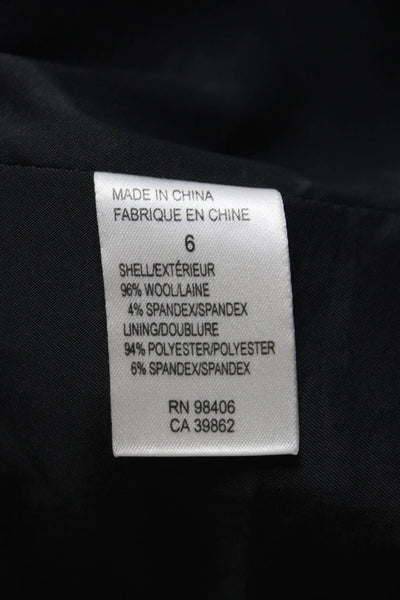 MADE IN CHINA
FABRIQUE EN CHINE
6
SHELL/EXTÉRIEUR
96% WOOL/LAINE
4% SPANDEX/SPANDEX
LINING/DOUBLURE
94% POLYESTER/POLYESTER
6% SPANDEX/SPANDEX
RN 98406
CA 39862